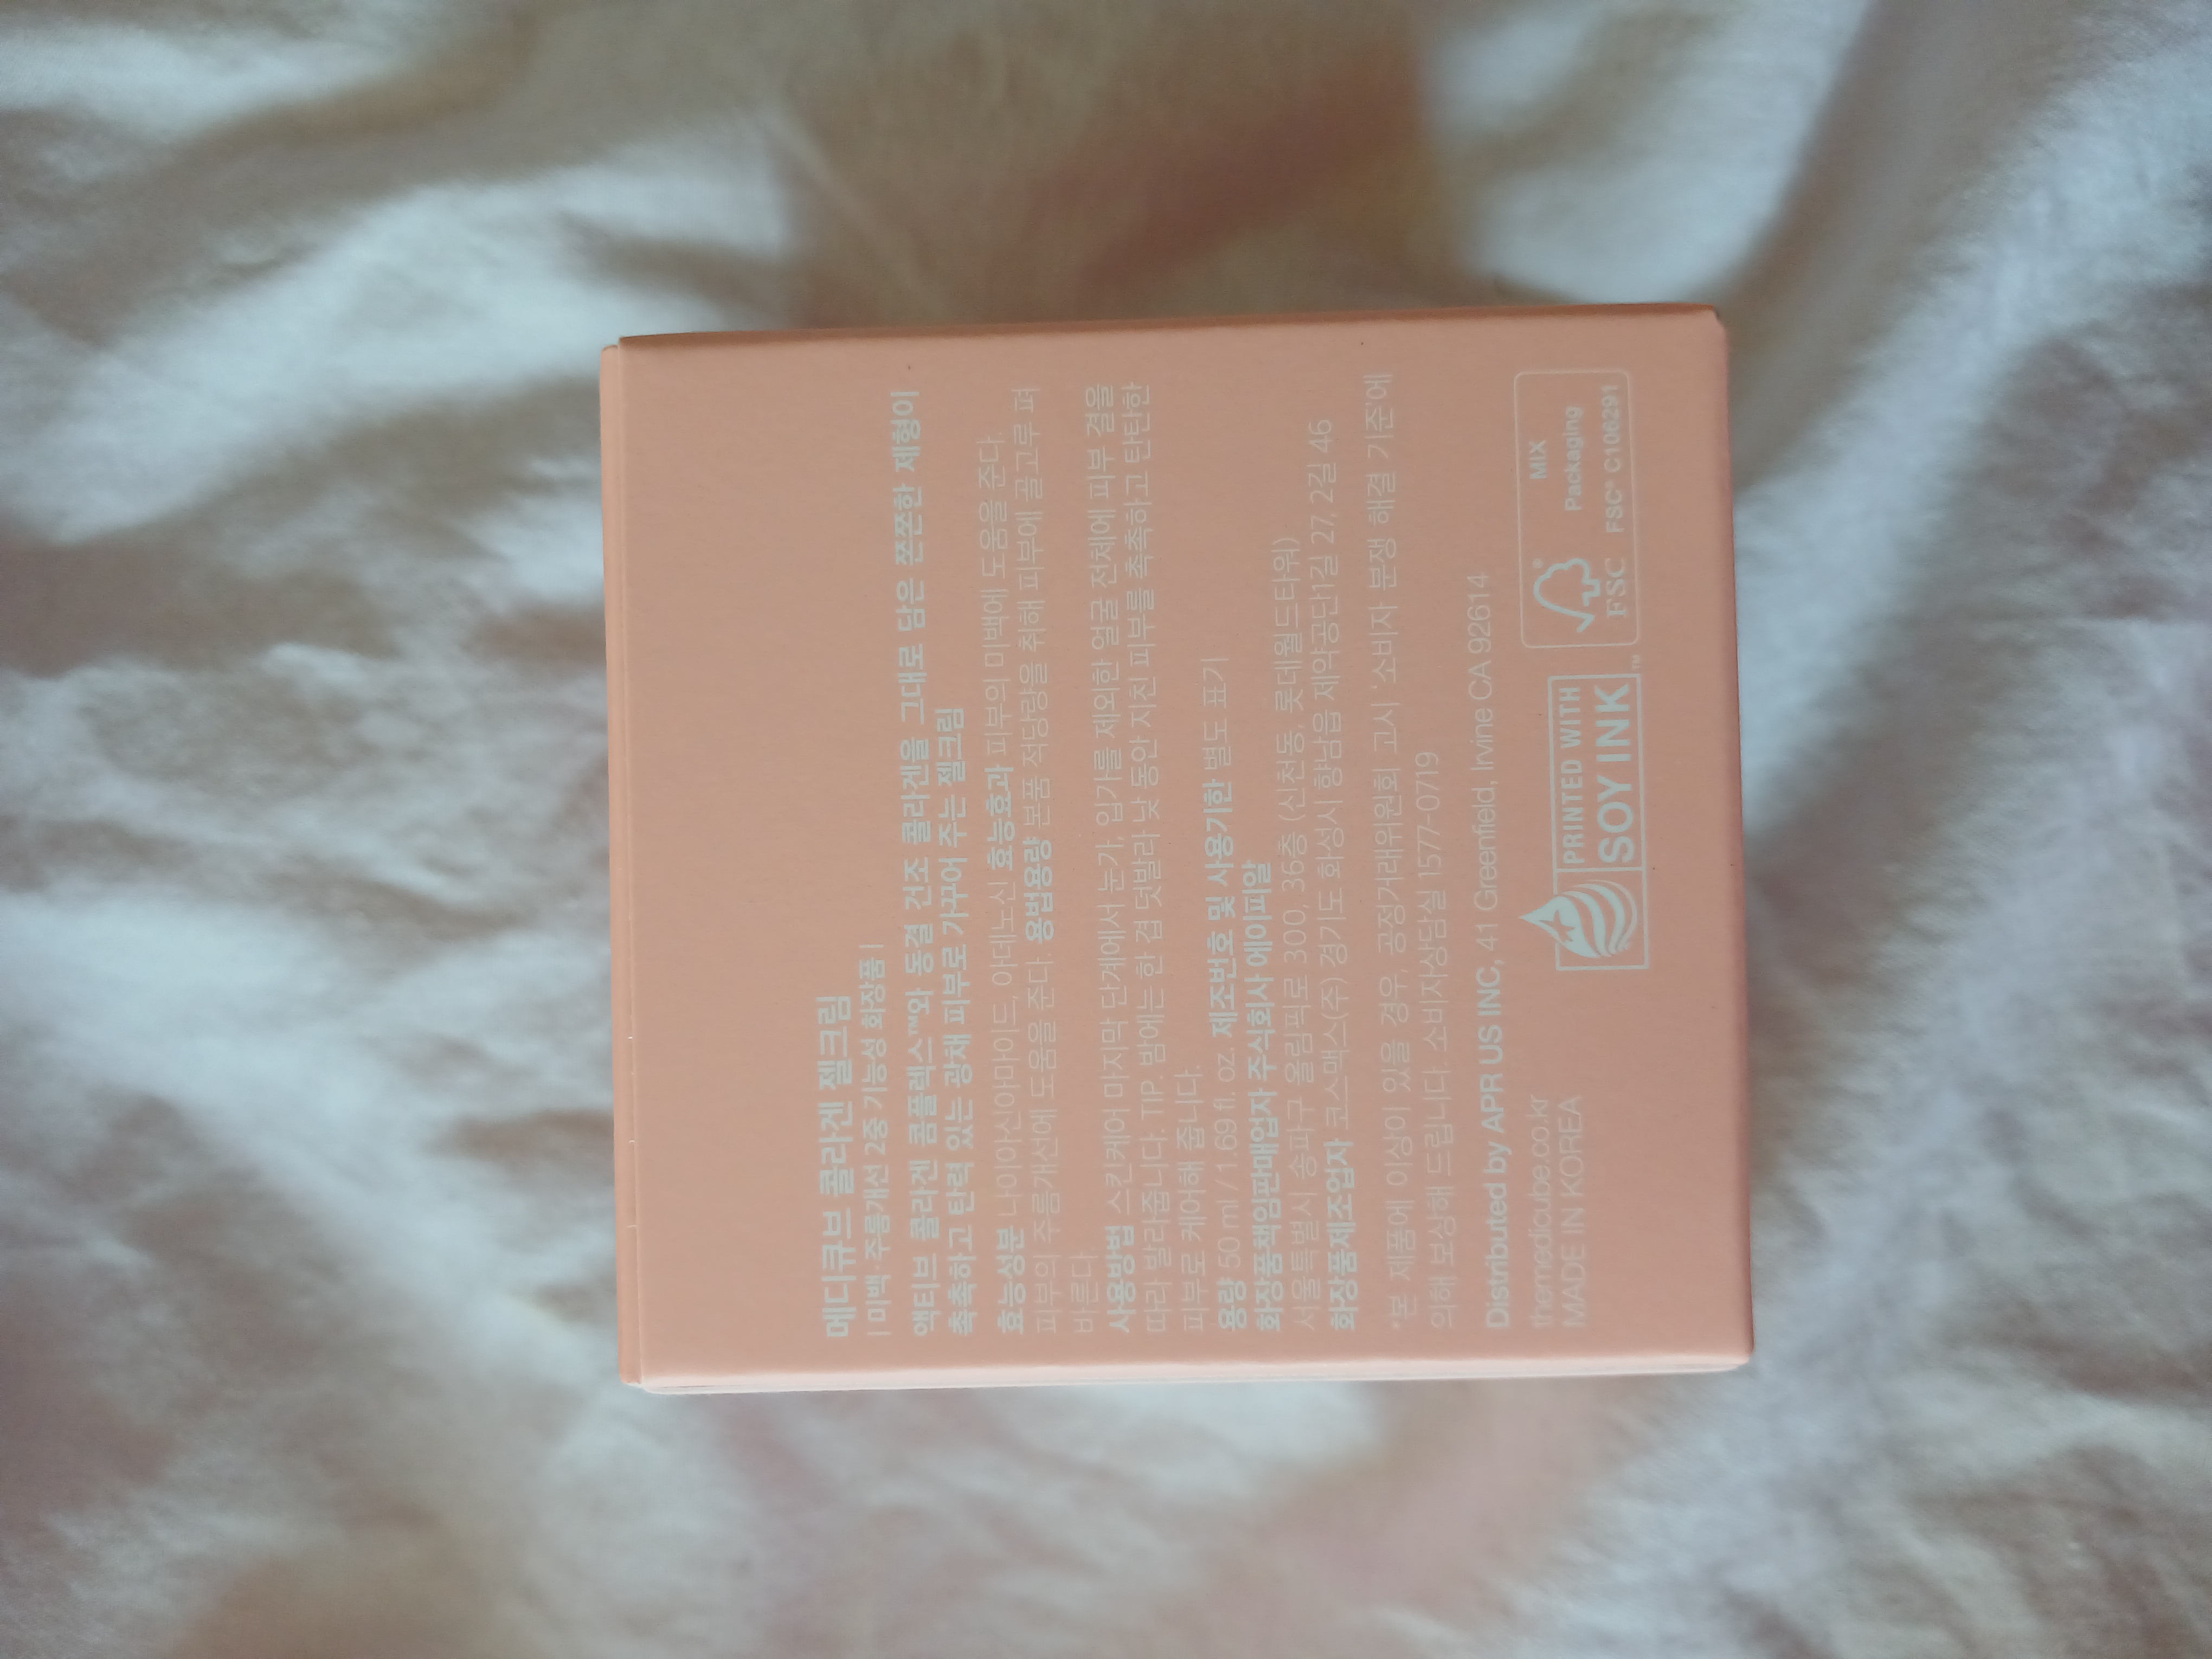 메디큐브 콜라겐 젤크림
| 미백·주름개선 2중 기능성 화장품 |
액티브 콜라겐 콤플렉스™와 동결 건조 콜라겐을 그대로 담은 쫀쫀한 제형이
촉촉하고 탄력 있는 광채 피부로 가꾸어 주는 젤크림
효능성분 나이아신아마이드, 아데노신 효능효과 피부의 미백에 도움을 준다.
피부의 주름개선에 도움을 준다. 용법용량 본품 적당량을 취해 피부에 골고루 펴
바른다.
사용방법 스킨케어 마지막 단계에서 눈가, 입가를 제외한 얼굴 전체에 피부 결을
따라 발라줍니다. TIP. 밤에는 한 겹 덧발라 낮 동안 지친 피부를 촉촉하고 탄탄한
피부로 케어해 줍니다.
용량 50 ml / 1.69 fl. oz. 제조번호 및 사용기한 별도 표기
화장품책임판매업자 주식회사 에이피알
서울특별시 송파구 올림픽로 300, 36층 (신천동, 롯데월드타워)
화장품제조업자 코스맥스(주) 경기도 화성시 향남읍 제약공단1길 27, 2길 46
*본 제품에 이상이 있을 경우, 공정거래위원회 고시 '소비자 분쟁 해결 기준'에
의해 보상해 드립니다. 소비자상담실 1577-0719
Distributed by APR US INC, 41 Greenfield, Irvine CA 92614
themedicube.co.kr
MADE IN KOREA
PRINTED WITH
SOY INK™
FSC®
MIX
Packaging
FSC® C106291